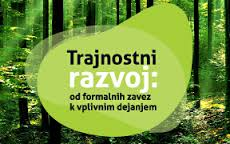 Trajnostni
razvoj:
od formalnih zavez
k vplivnim dejanjem